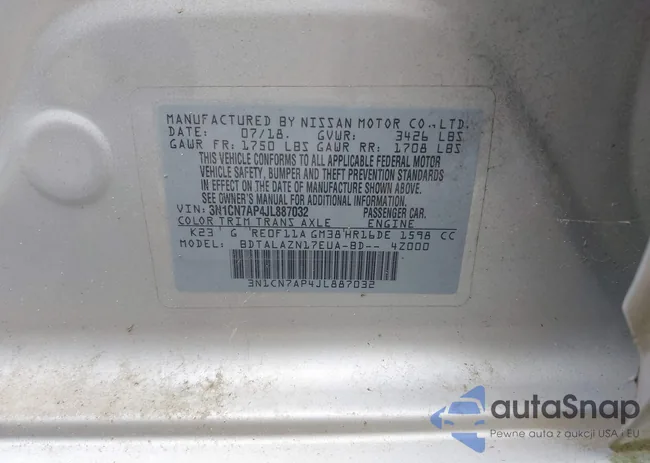 MANUFACTURED BY NISSAN MOTOR CO.,LTD.
DATE: 07/18. GVWR: 3426 LBS
GAWR FR: 1750 LBS GAWR RR: 1708 LBS
THIS VEHICLE CONFORMS TO ALL APPLICABLE FEDERAL MOTOR
VEHICLE SAFETY, BUMPER AND THEFT PREVENTION
STANDARDS IN EFFECT ON THE DATE OF
MANUFACTURE SHOWN ABOVE.
SEE OWNER'S MANUAL FOR ADDITIONAL INFORMATION.
VIN: 3N1CN7AP4JL887032 PASSENGER CAR.
COLOR TRIM TRANS AXLE ENGINE
K23 G RE0F11A GM38 HR16DE 1598 CC
MODEL: BDTALAZN17EUA-BD-- 4Z000
3N1CN7AP4JL887032
autaSnap
Pewne auta z aukcji USA i EU